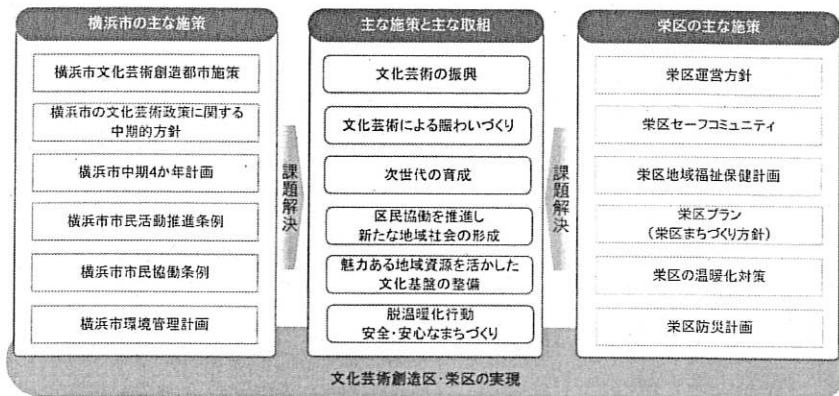 横浜市の主な施策
横浜市文化芸術創造都市施策
横浜市の文化芸術政策に関する
中期的方針
横浜市中期4か年計画
横浜市市民活動推進条例
横浜市市民協働条例
横浜市環境管理計画
課題解決
主な施策と主な取組
文化芸術の振興
文化芸術による賑わいづくり
次世代の育成
区民協働を推進し
新たな地域社会の形成
魅力ある地域資源を活かした
文化基盤の整備
脱温暖化行動
安全・安心なまちづくり
課題解決
栄区の主な施策
栄区運営方針
栄区セーフコミュニティ
栄区地域福祉保健計画
栄区プラン
(栄区まちづくり方針)
栄区の温暖化対策
栄区防災計画
文化芸術創造区・栄区の実現